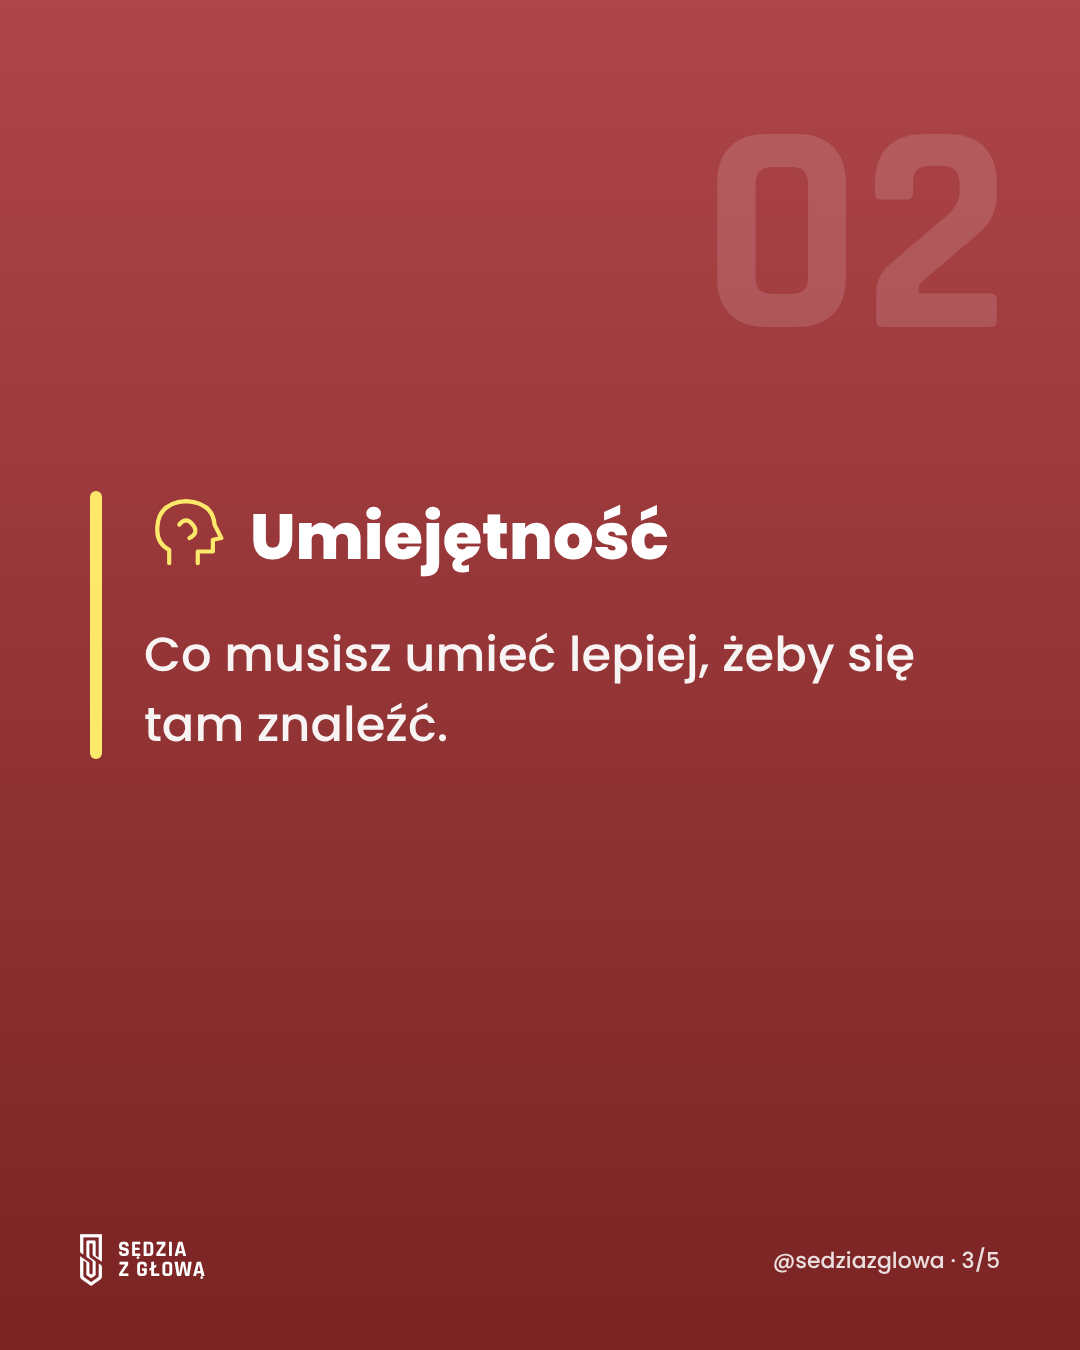 02
Umiejętność
Co musisz umieć lepiej, żeby się
tam znaleźć.
SĘDZIA
Z GŁOWĄ
@sedziazglowa · 3/5